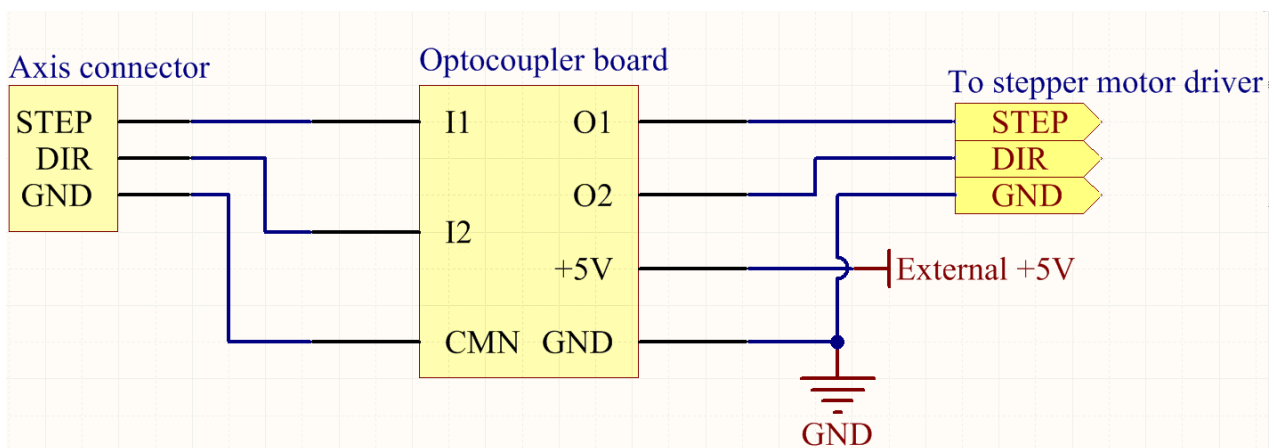 Axis connector
STEP
DIR
GND
Optocoupler board
I1
I2
CMN
O1
O2
+5V
GND
To stepper motor driver
STEP
DIR
GND
External +5V
GND